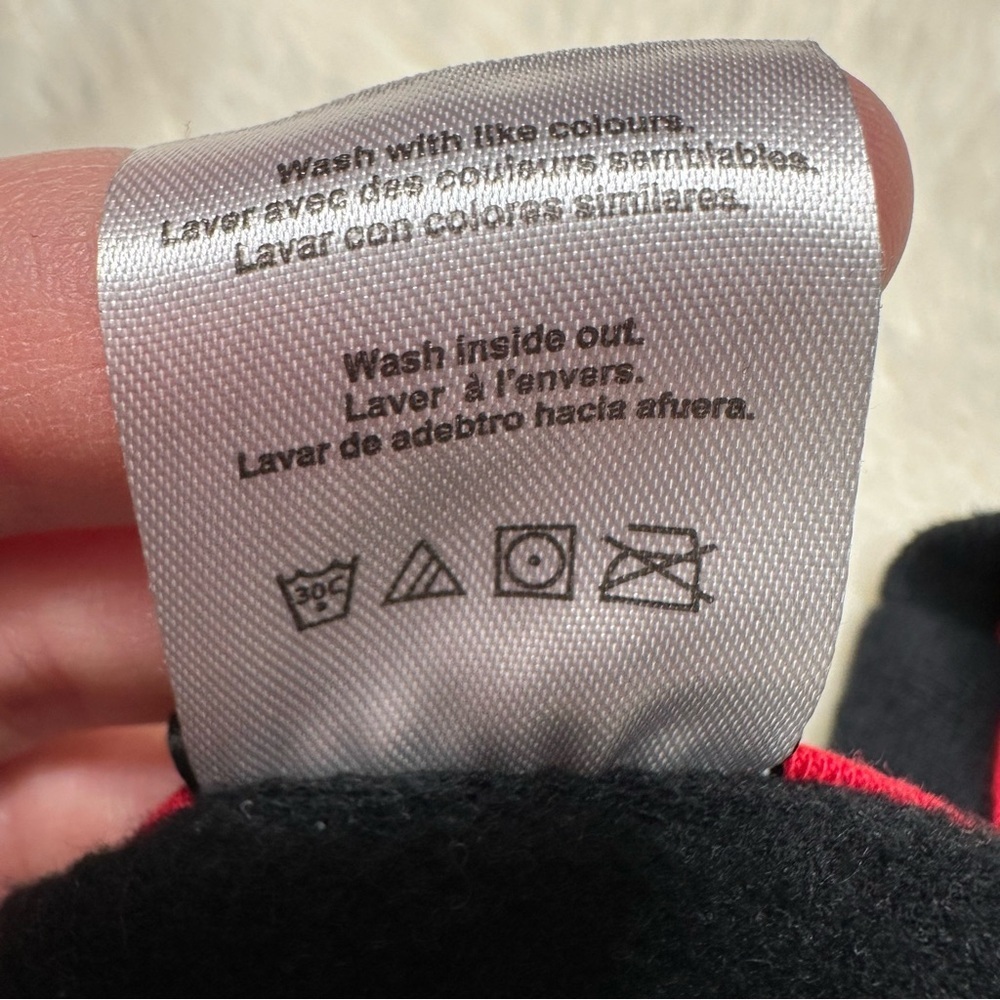 Wash with like colours.
Laver avec des couleurs semblables.
Lavar con colores similares.
Wash inside out.
Laver à l'envers.
Lavar de adebtro hacia afuera.
30C